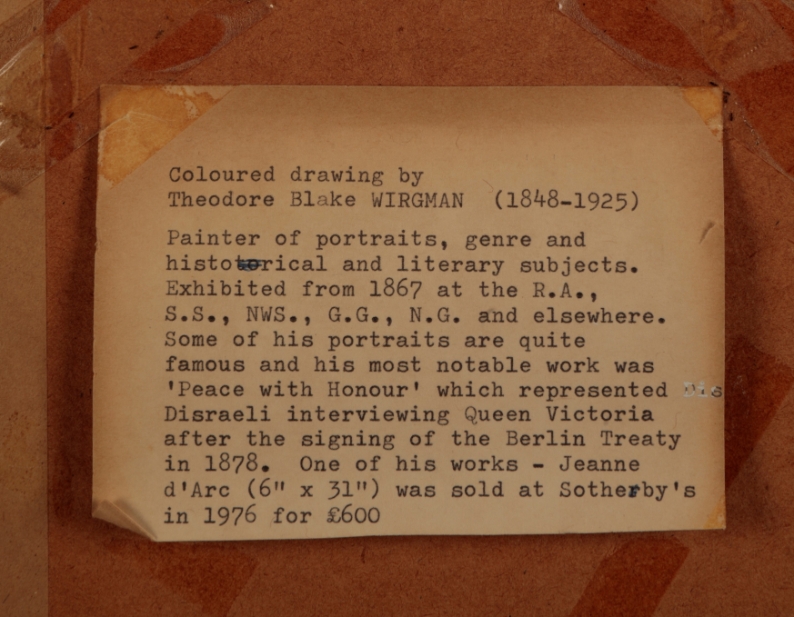 Coloured drawing by
Theodore Blake WIRGMAN (1848-1925)
Painter of portraits, genre and
historical and literary subjects.
Exhibited from 1867 at the R.A.,
S.S., NWS., G.G., N.G. and elsewhere.
Some of his portraits are quite
famous and his most notable work was
'Peace with Honour' which represented Dis
Disraeli interviewing Queen Victoria
after the signing of the Berlin Treaty
in 1878. One of his works - Jeanne
d'Arc (6" x 31") was sold at Sotherby's
in 1976 for £600